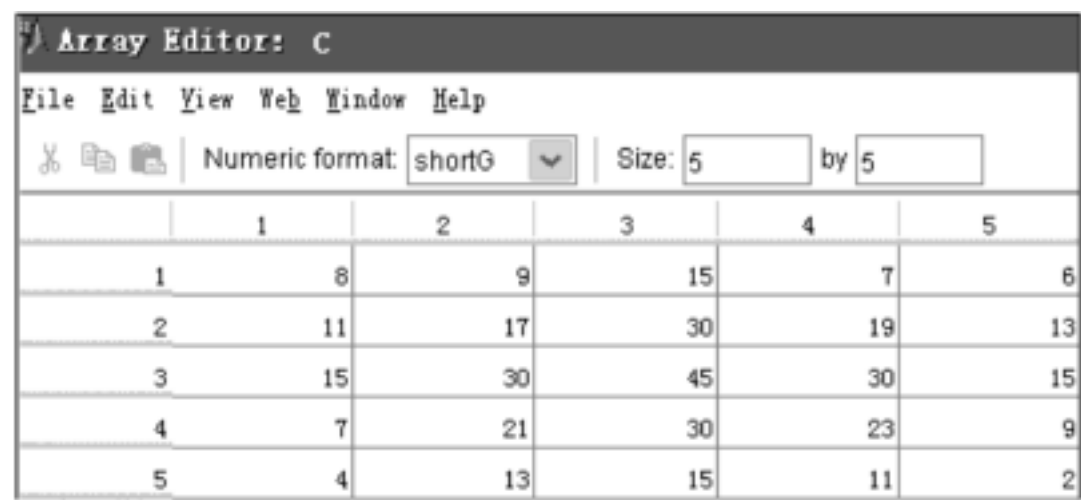 Array Editor: C
File Edit View Web Window Help
Numeric format: shortG Size: 5 by 5
1 2 3 4 5
1 8 9 15 7 6
2 11 17 30 19 13
3 15 30 45 30 15
4 7 21 30 23 9
5 4 13 15 11 2